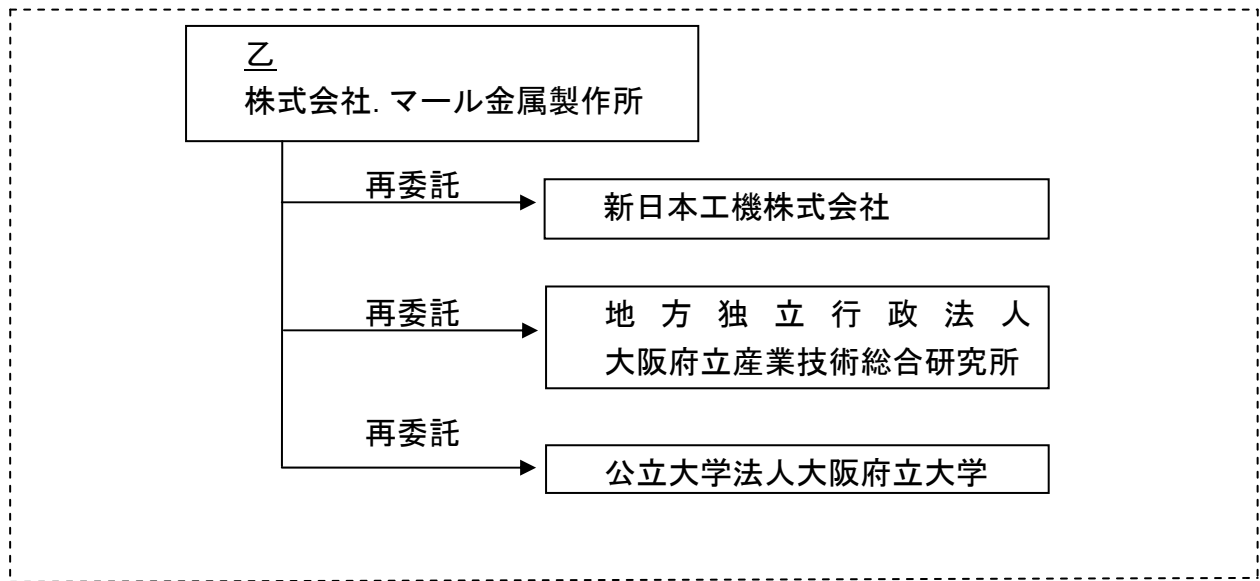 乙
株式会社.マール金属製作所
再委託
新日本工機株式会社
再委託
地方独立行政法人
大阪府立産業技術総合研究所
再委託
公立大学法人大阪府立大学